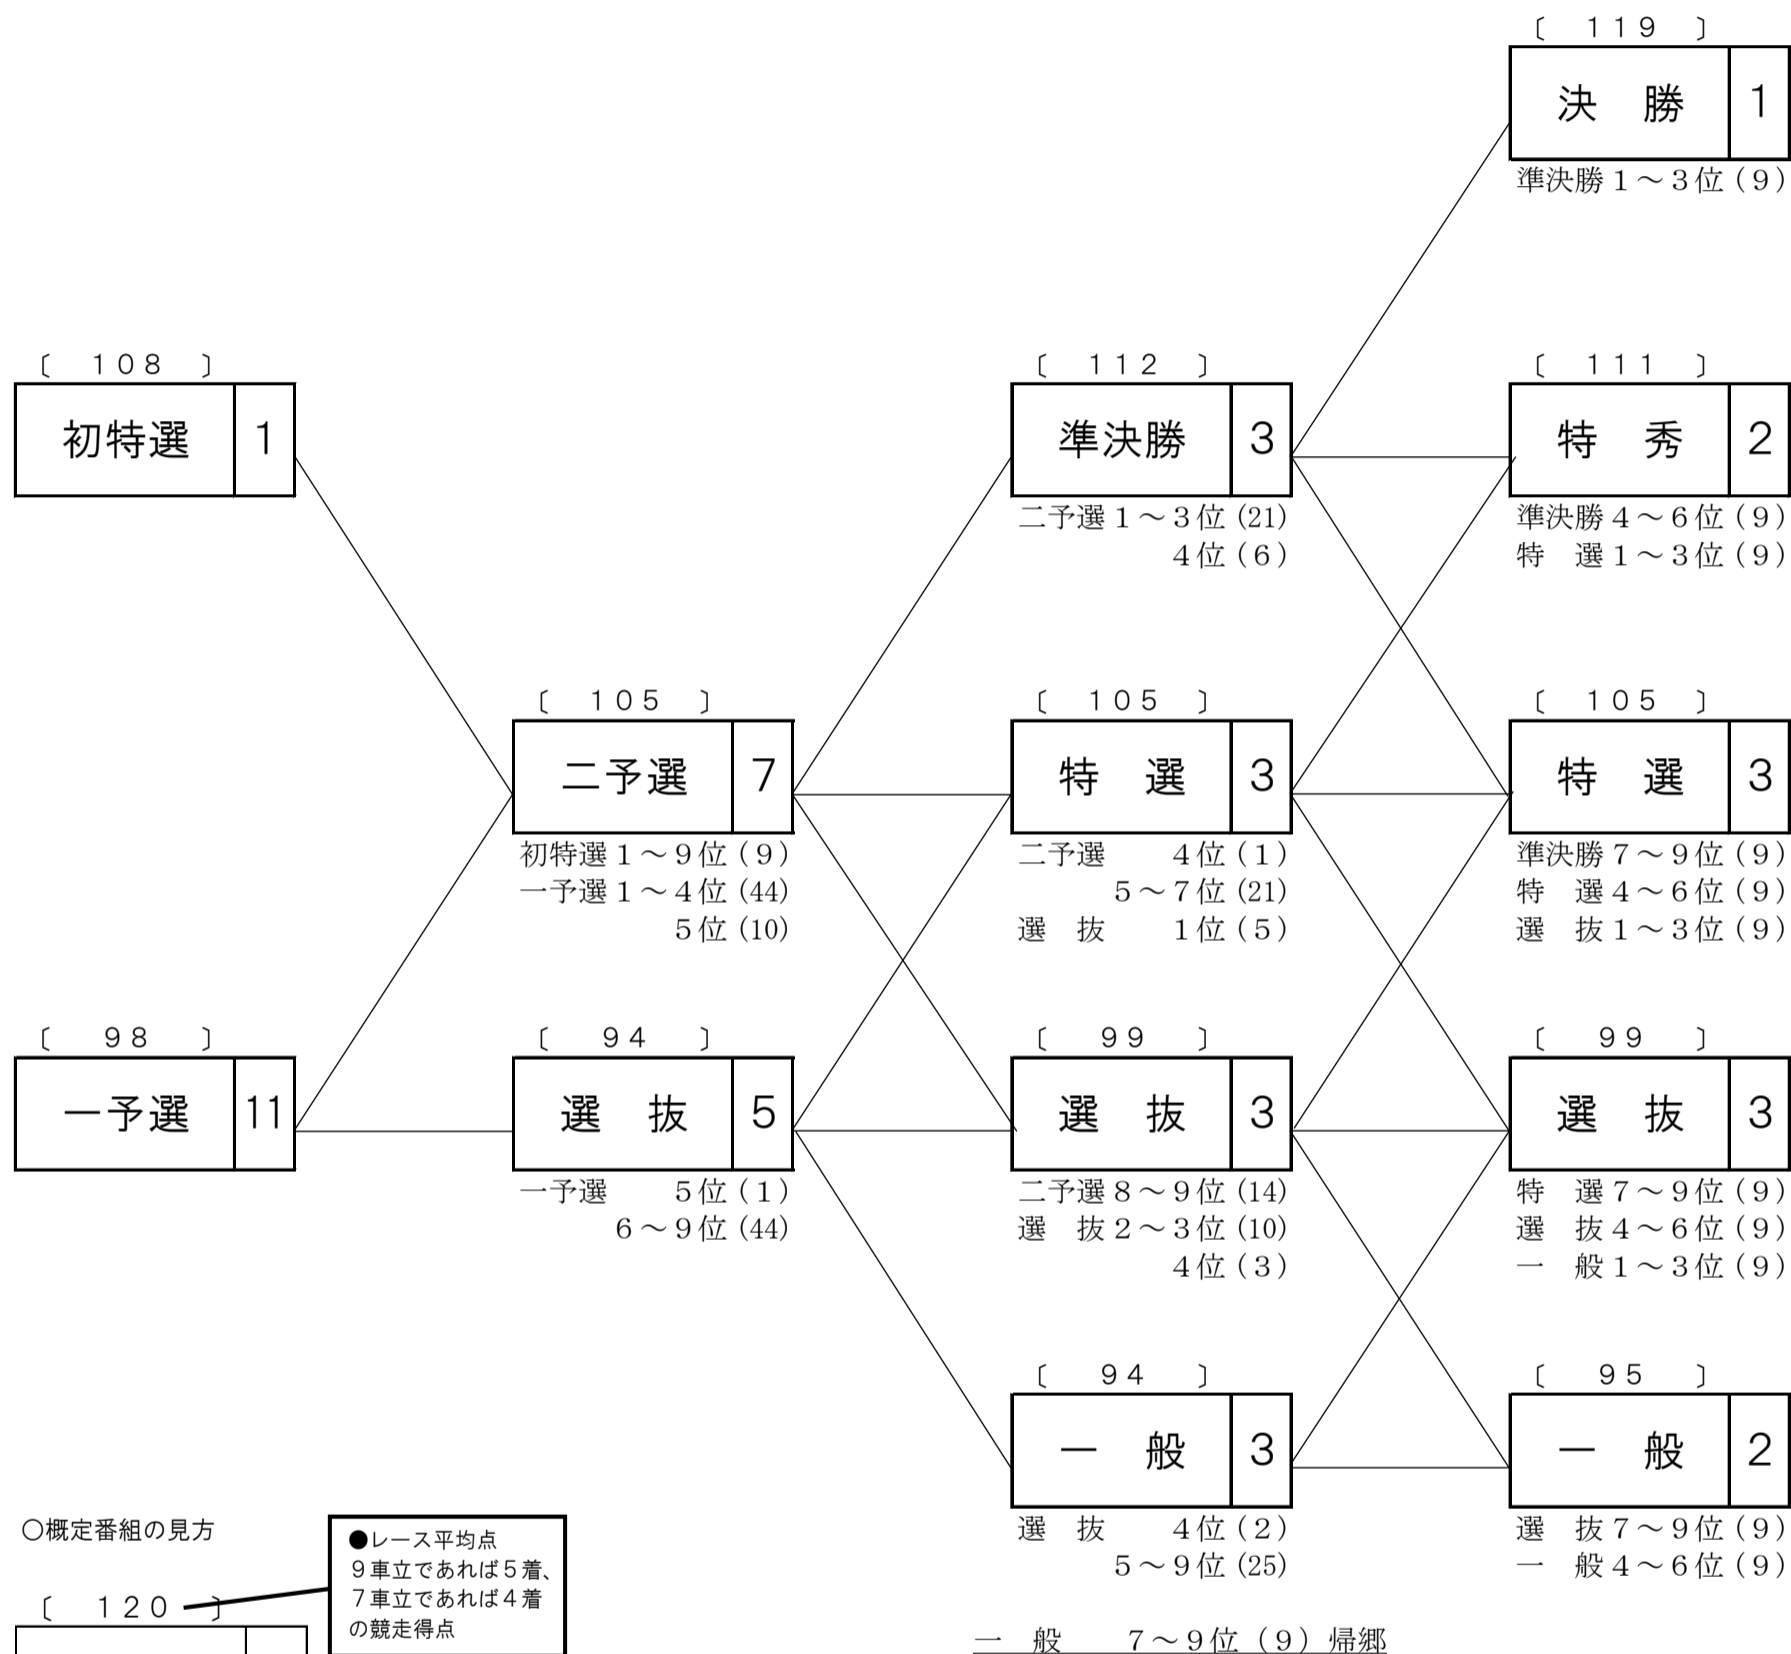 〔 １０８ 〕
初特選 1
〔 ９８ 〕
一予選 11
〔 １０５ 〕
二予選 7
初特選１～９位（９）
一予選１～４位(44)
５位(10)
〔 ９４ 〕
選　抜 5
一予選　　５位（１）
６～９位(44)
〔 １１２ 〕
準決勝 3
二予選１～３位(21)
４位（６）
〔 １０５ 〕
特　選 3
二予選　　４位（１）
５～７位(21)
選　抜　　１位（５）
〔 ９９ 〕
選　抜 3
二予選８～９位(14)
選　抜２～３位(10)
４位（３）
〔 ９４ 〕
一　般 3
選　抜　　４位（２）
５～９位(25)
一　般　　７～９位（９）帰郷
〔 １１９ 〕
決　勝 1
準決勝１～３位（９）
〔 １１１ 〕
特　秀 2
準決勝４～６位（９）
特　選１～３位（９）
〔 １０５ 〕
特　選 3
準決勝７～９位（９）
特　選４～６位（９）
選　抜１～３位（９）
〔 ９９ 〕
選　抜 3
特　選７～９位（９）
選　抜４～６位（９）
一　般１～３位（９）
〔 ９５ 〕
一　般 2
選　抜７～９位（９）
一　般４～６位（９）
○概定番組の見方
〔 １２０ 〕
●レース平均点
９車立であれば５着、
７車立であれば４着
の競走得点